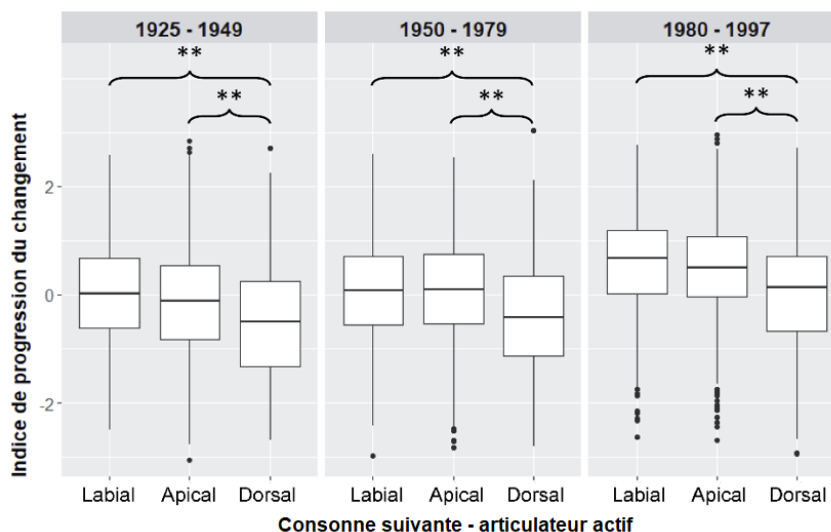 1925 - 1949 1950 - 1979 1980 - 1997
** ** **
** ** **
Indice de progression du changement
2
0
-2
Labial Apical Dorsal Labial Apical Dorsal Labial Apical Dorsal
Consonne suivante - articulateur actif